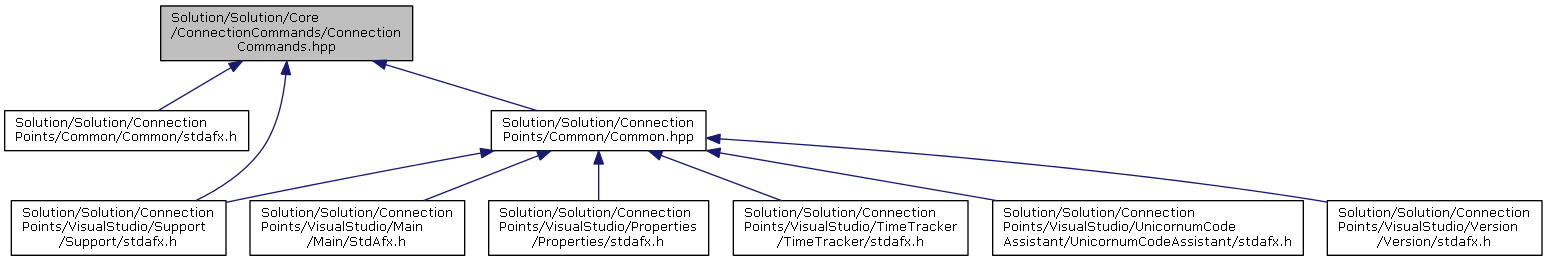 Solution/Solution/Core
/ConnectionCommands/Connection
Commands.hpp
Solution/Solution/Connection
Points/Common/Common/stdafx.h
Solution/Solution/Connection
Points/Common/Common.hpp
Solution/Solution/Connection
Points/VisualStudio/Support
/Support/stdafx.h
Solution/Solution/Connection
Points/VisualStudio/Main
/Main/StdAfx.h
Solution/Solution/Connection
Points/VisualStudio/Properties
/Properties/stdafx.h
Solution/Solution/Connection
Points/VisualStudio/TimeTracker
/TimeTracker/stdafx.h
Solution/Solution/Connection
Points/VisualStudio/UnicornumCode
Assistant/UnicornumCodeAssistant/stdafx.h
Solution/Solution/Connection
Points/VisualStudio/Version
/Version/stdafx.h